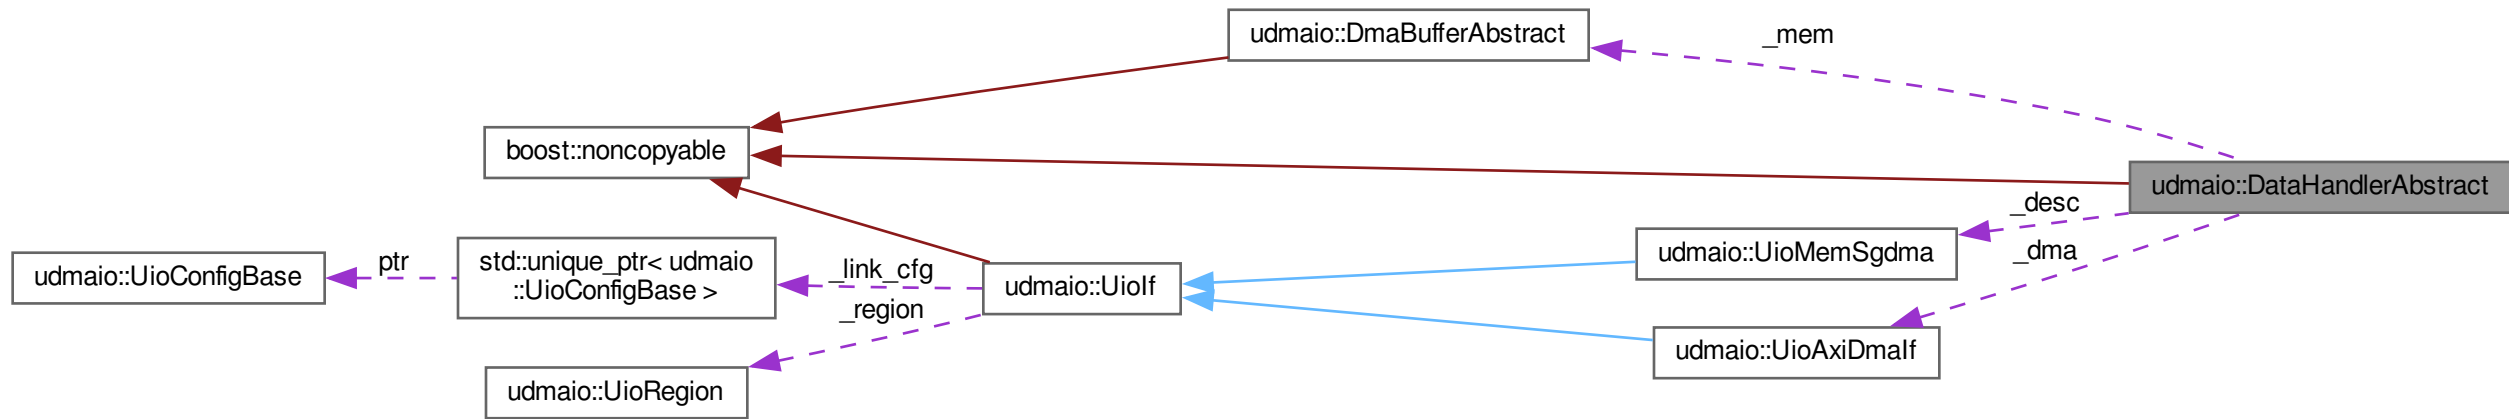 udmaio::DmaBufferAbstract
_mem
boost::noncopyable
udmaio::DataHandlerAbstract
_desc
udmaio::UioConfigBase
ptr
std::unique_ptr< udmaio
::UioConfigBase >
_link_cfg
_region
udmaio::UioIf
udmaio::UioMemSgdma
_dma
udmaio::UioAxiDmaIf
udmaio::UioRegion